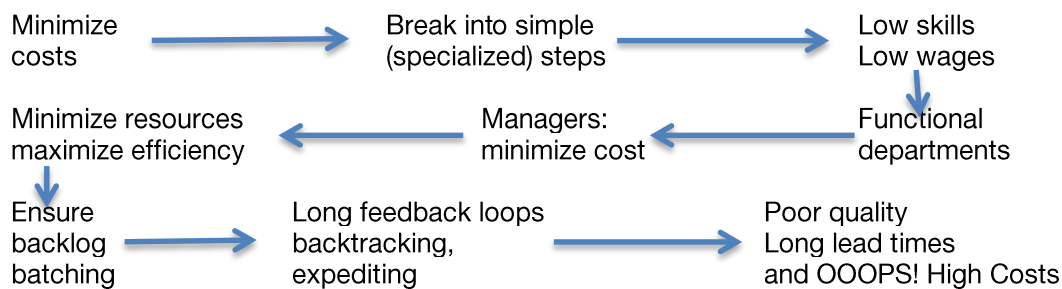 Minimize
costs
Break into simple
(specialized) steps
Low skills
Low wages
Functional
departments
Managers:
minimize cost
Minimize resources
maximize efficiency
Ensure
backlog
batching
Long feedback loops
backtracking,
expediting
Poor quality
Long lead times
and OOOPS! High Costs